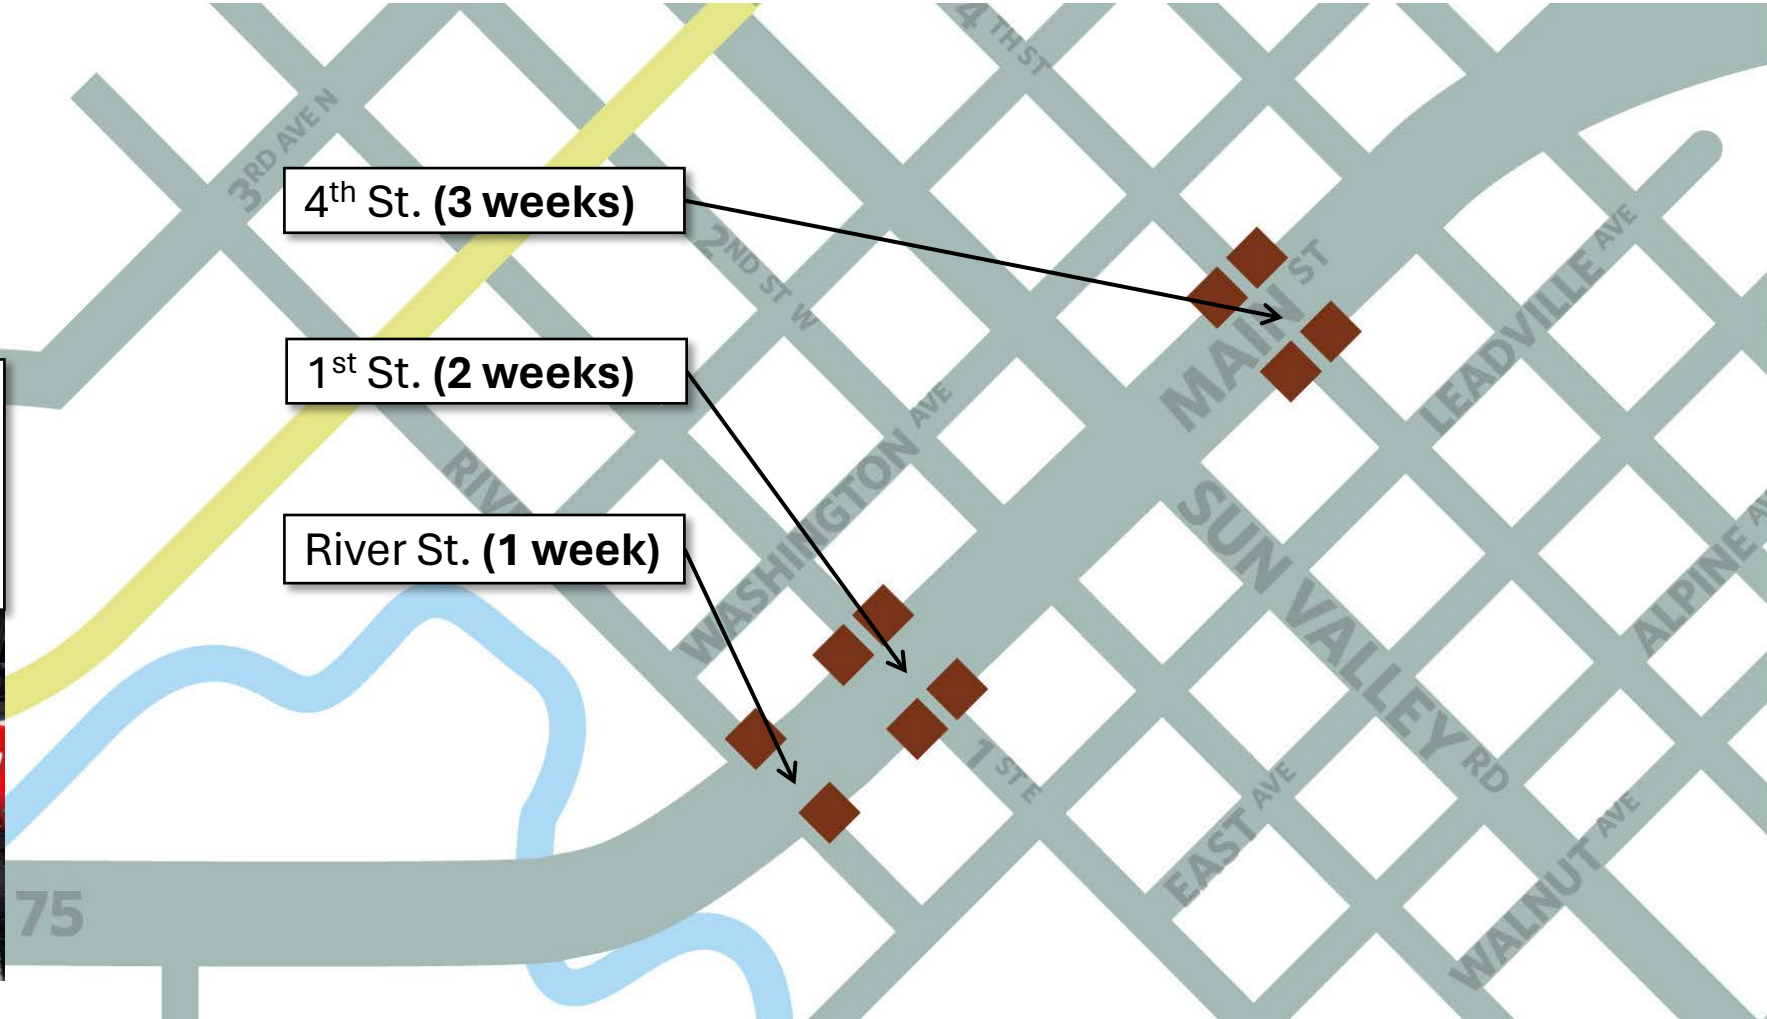 4TH ST
3RD AVE N
4th St. (3 weeks)
2ND ST W
MAIN ST
LEADVILLE AVE
1st St. (2 weeks)
WASHINGTON AVE
RIV
River St. (1 week)
SUN VALLEY RD
ALPINE AV
1 ST E
EAST AVE
WALNUT AVE
75